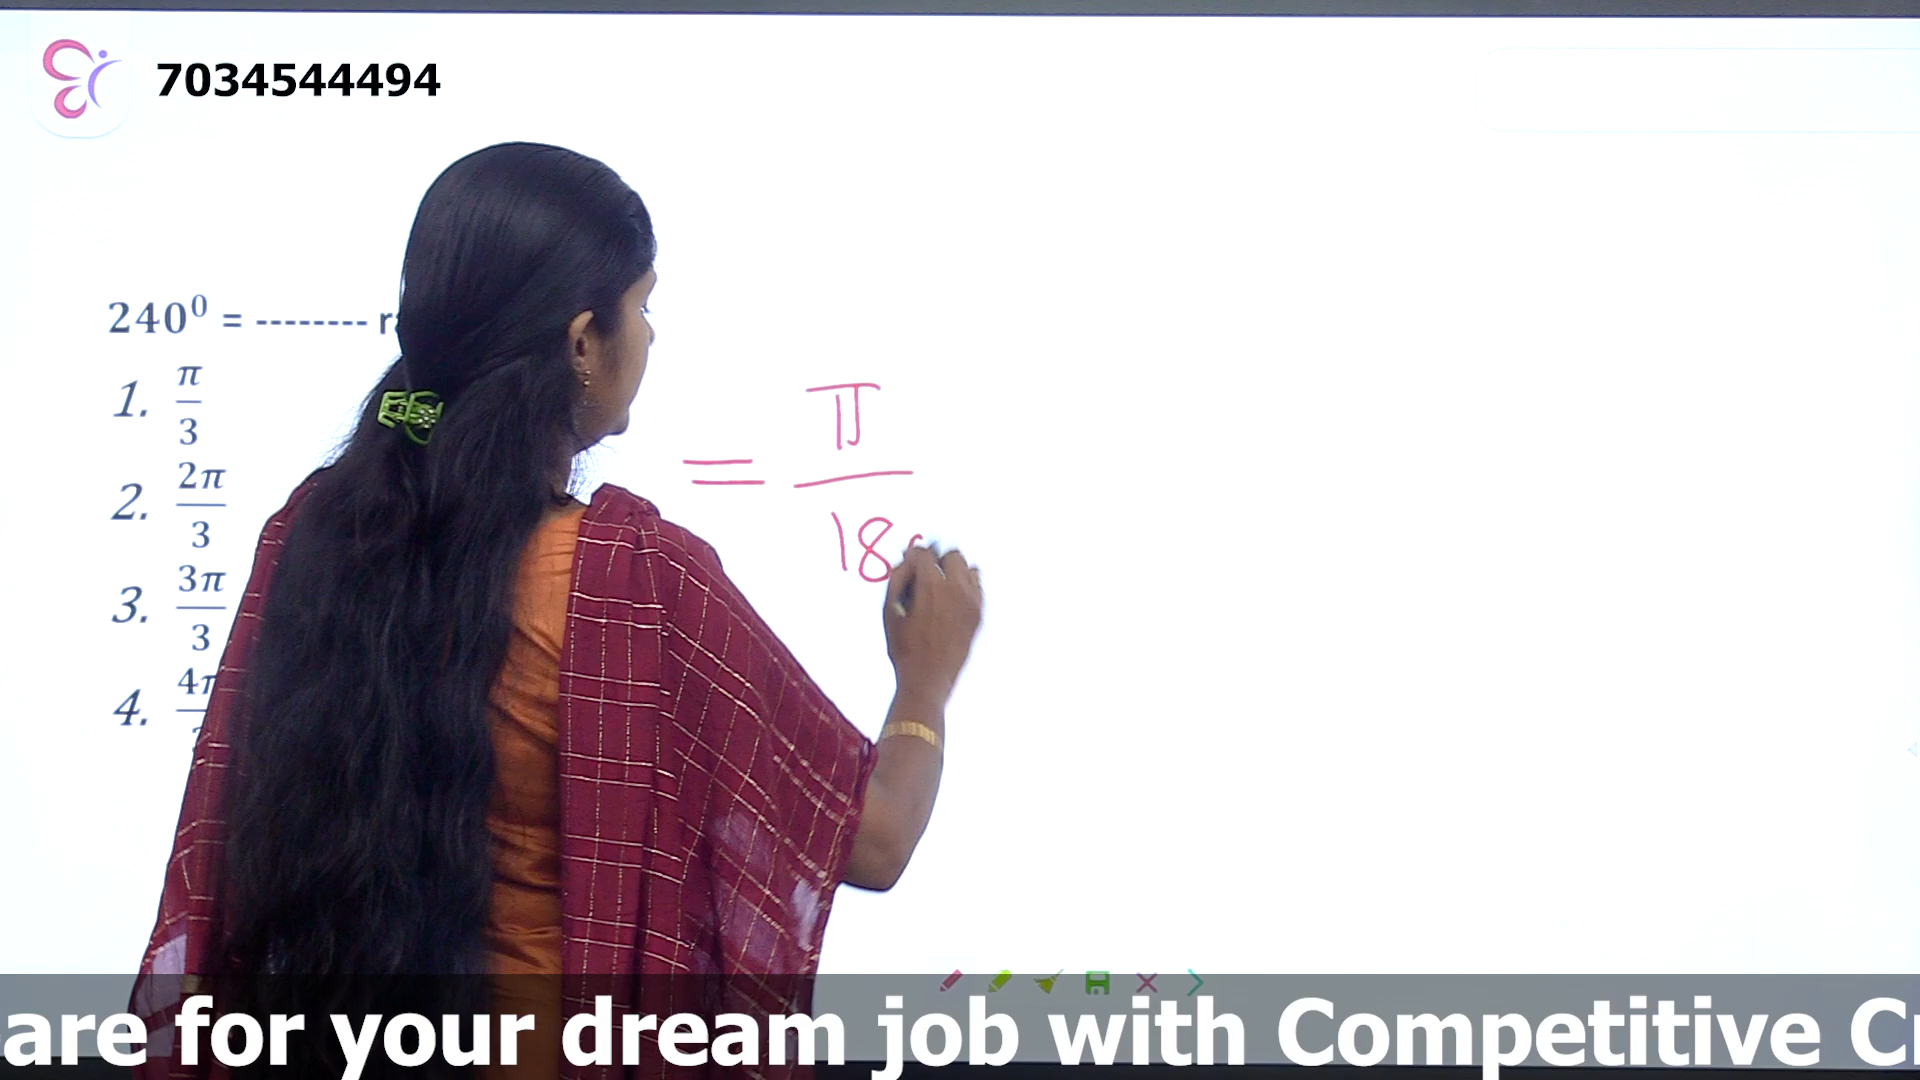 7034544494
240⁰ = -------- r
1. π/3
2. 2π/3
3. 3π/3
4. 4π
= π/18
are for your dream job with Competitive C